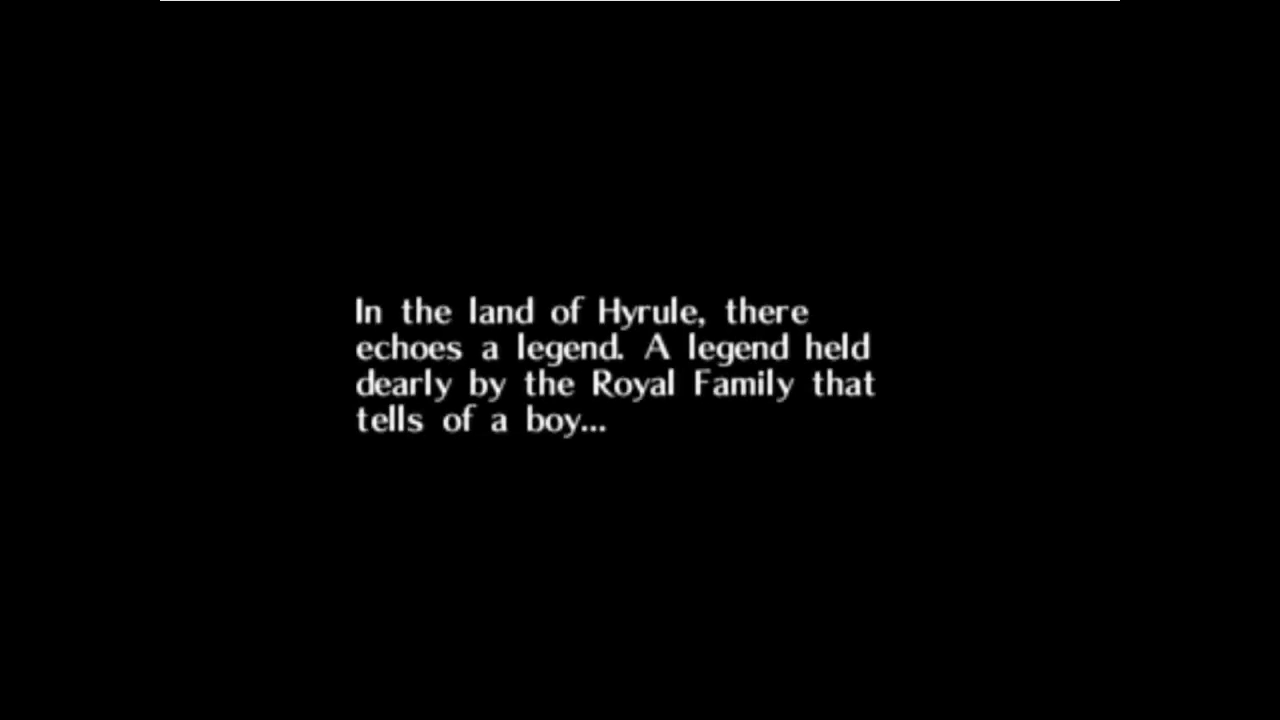 In the land of Hyrule, there
echoes a legend. A legend held
dearly by the Royal Family that
tells of a boy...